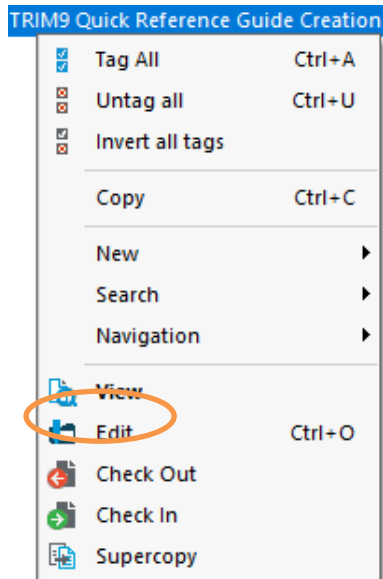 TRIM9 Quick Reference Guide Creation
Tag All Ctrl+A
Untag all Ctrl+U
Invert all tags
Copy Ctrl+C
New
Search
Navigation
View
Edit Ctrl+O
Check Out
Check In
Supercopy